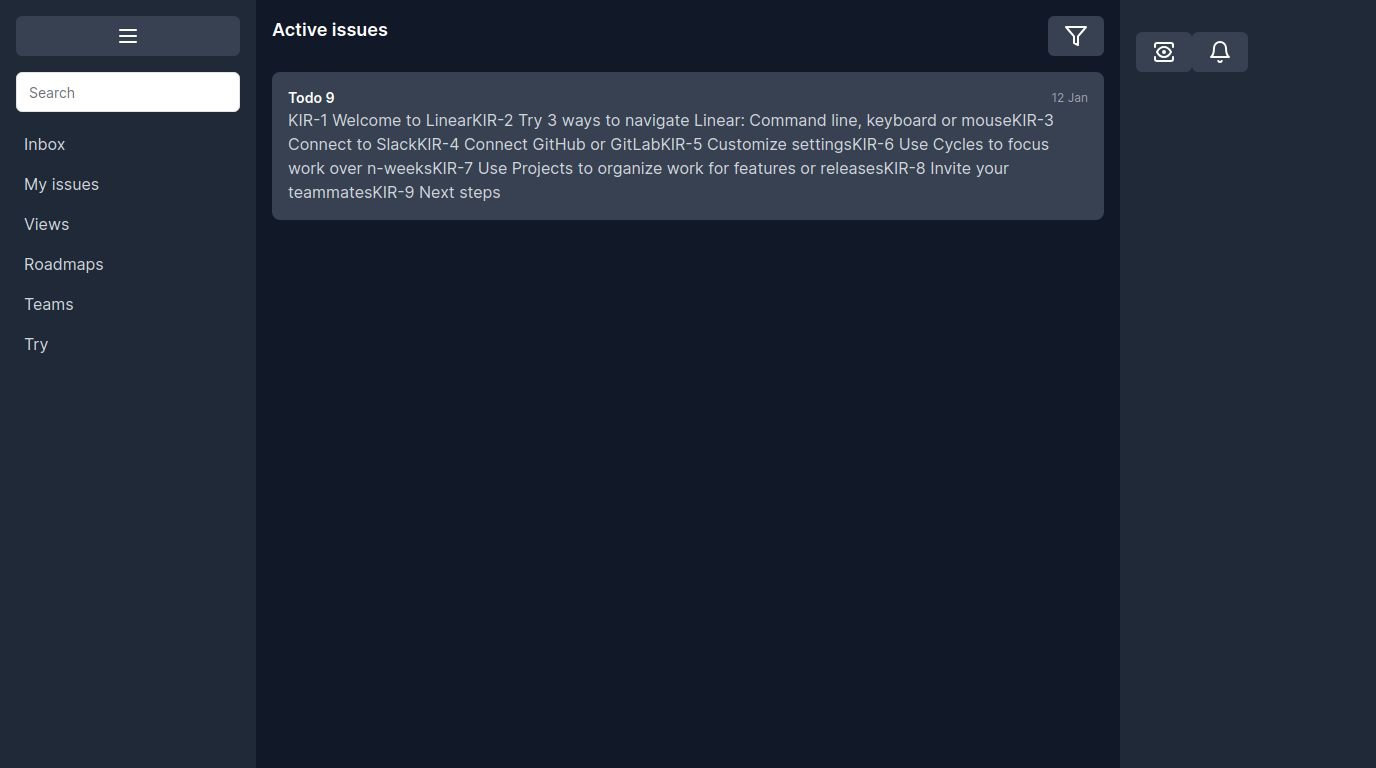 Search
Inbox
My issues
Views
Roadmaps
Teams
Try
Active issues
Todo 9
12 Jan
KIR-1 Welcome to LinearKIR-2 Try 3 ways to navigate Linear: Command line, keyboard or mouseKIR-3
Connect to SlackKIR-4 Connect GitHub or GitLabKIR-5 Customize settingsKIR-6 Use Cycles to focus
work over n-weeksKIR-7 Use Projects to organize work for features or releasesKIR-8 Invite your
teammatesKIR-9 Next steps